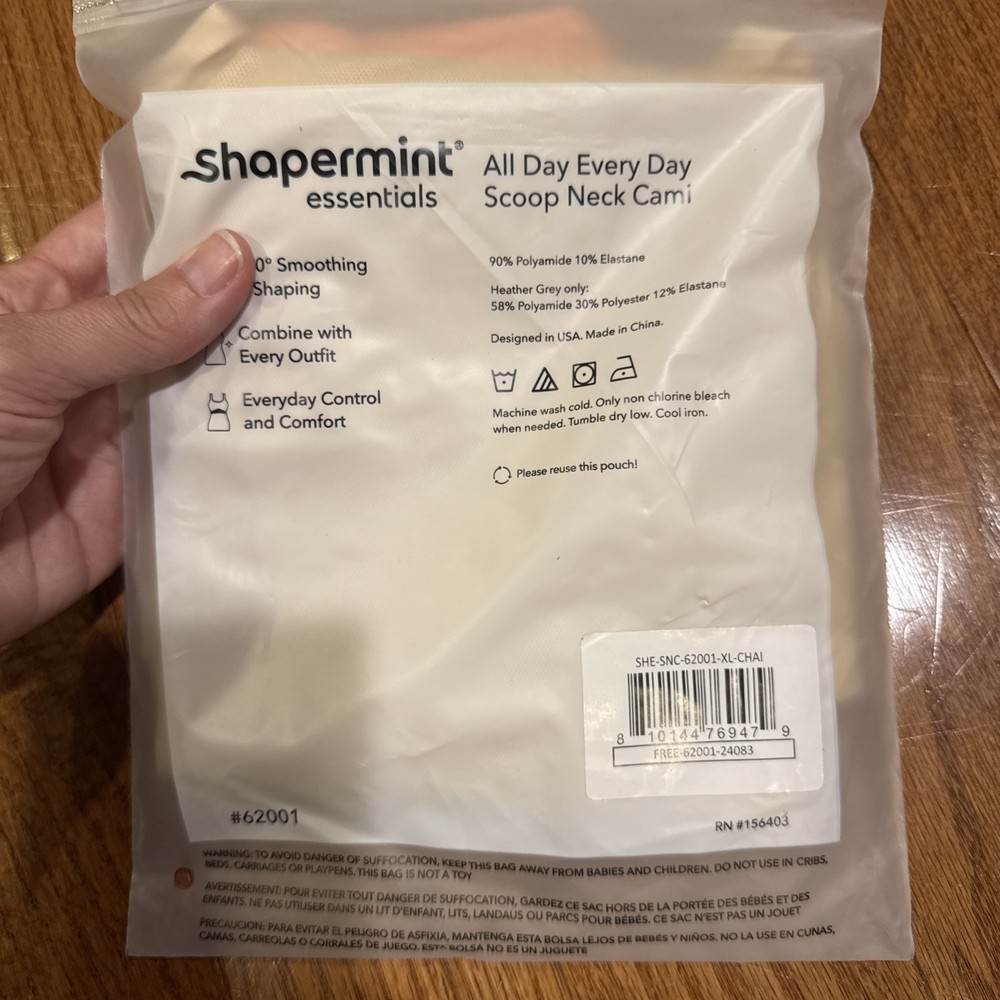 shapermint®
essentials
All Day Every Day
Scoop Neck Cami
0° Smoothing
Shaping
Combine with
Every Outfit
Everyday Control
and Comfort
90% Polyamide 10% Elastane
Heather Grey only:
58% Polyamide 30% Polyester 12% Elastane
Designed in USA. Made in China.
Machine wash cold. Only non chlorine bleach
when needed. Tumble dry low. Cool iron.
Please reuse this pouch!
SHE-SNC-62001-XL-CHAI
8 10144 76947 9
FREE-62001-24083
#62001
RN #156403
WARNING: TO AVOID DANGER OF SUFFOCATION, KEEP THIS BAG AWAY FROM BABIES AND CHILDREN. DO NOT USE IN CRIBS,
BEDS, CARRIAGES OR PLAYPENS. THIS BAG IS NOT A TOY
AVERTISSEMENT: POUR EVITER TOUT DANGER DE SUFFOCATION, GARDEZ CE SAC HORS DE LA PORTÉE DES BÉBÉS ET DES
ENFANTS. NE PAS UTILISER DANS UN LIT D'ENFANT, LITS, LANDAUS OU PARCS POUR BÉBÉS. CE SAC N'EST PAS UN JOUET
PRECAUCION: PARA EVITAR EL PELIGRO DE ASFIXIA, MANTENGA ESTA BOLSA LEJOS DE BEBÉS Y NIÑOS. NO LA USE EN CUNAS,
CAMAS, CARREOLAS O CORRALES DE JUEGO. ESTA BOLSA NO ES UN JUGUETE